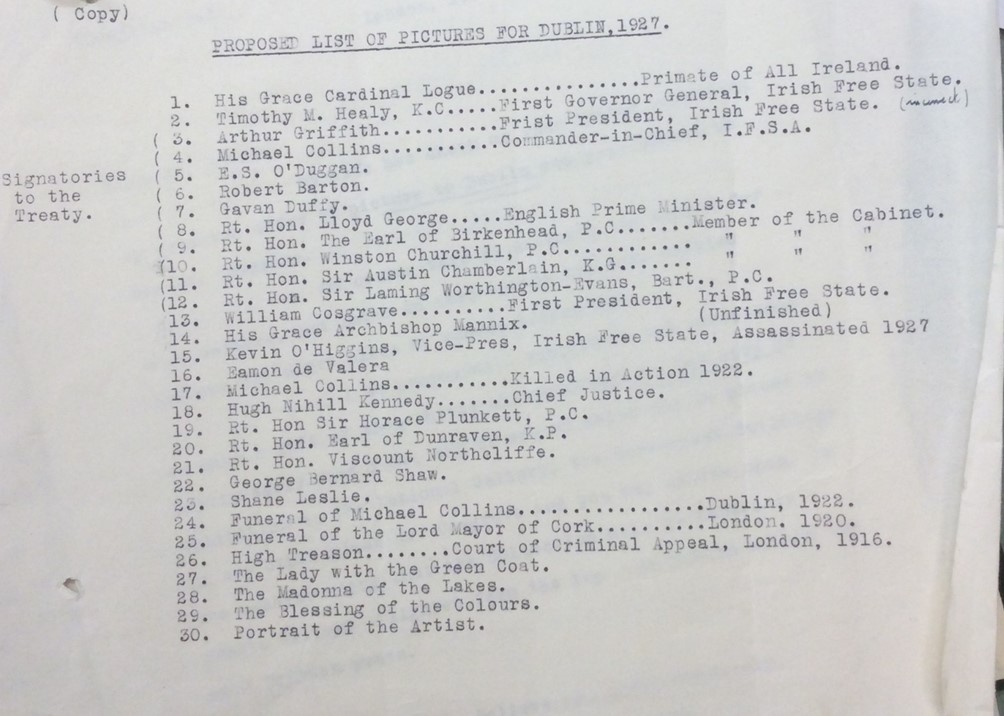 ( Copy)
PROPOSED LIST OF PICTURES FOR DUBLIN,1927.
1. His Grace Cardinal Logue...............Primate of All Ireland.
2. Timothy M. Healy, K.C.....First Governor General, Irish Free State.
( 3. Arthur Griffith...........Frist President, Irish Free State.
( 4. Michael Collins...........Commander-in-Chief, I.F.S.A.
Signatories
to the
Treaty.
( 5. E.S. O'Duggan.
( 6. Robert Barton.
( 7. Gavan Duffy.
( 8. Rt. Hon. Lloyd George.....English Prime Minister.
( 9. Rt. Hon. The Earl of Birkenhead, P.C.......Member of the Cabinet.
(10. Rt. Hon. Winston Churchill, P.C............ " " "
(11. Rt. Hon. Sir Austin Chamberlain, K.G....... " " "
(12. Rt. Hon. Sir Laming Worthington-Evans, Bart., P.C.
13. William Cosgrave..........First President, Irish Free State.
14. His Grace Archbishop Mannix. (Unfinished)
15. Kevin O'Higgins, Vice-Pres, Irish Free State, Assassinated 1927
16. Eamon de Valera
17. Michael Collins...........Killed in Action 1922.
18. Hugh Nihill Kennedy.......Chief Justice.
19. Rt. Hon Sir Horace Plunkett, P.C.
20. Rt. Hon. Earl of Dunraven, K.P.
21. Rt. Hon. Viscount Northcliffe.
22. George Bernard Shaw.
23. Shane Leslie.
24. Funeral of Michael Collins.................Dublin, 1922.
25. Funeral of the Lord Mayor of Cork..........London. 1920.
26. High Treason........Court of Criminal Appeal, London, 1916.
27. The Lady with the Green Coat.
28. The Madonna of the Lakes.
29. The Blessing of the Colours.
30. Portrait of the Artist.